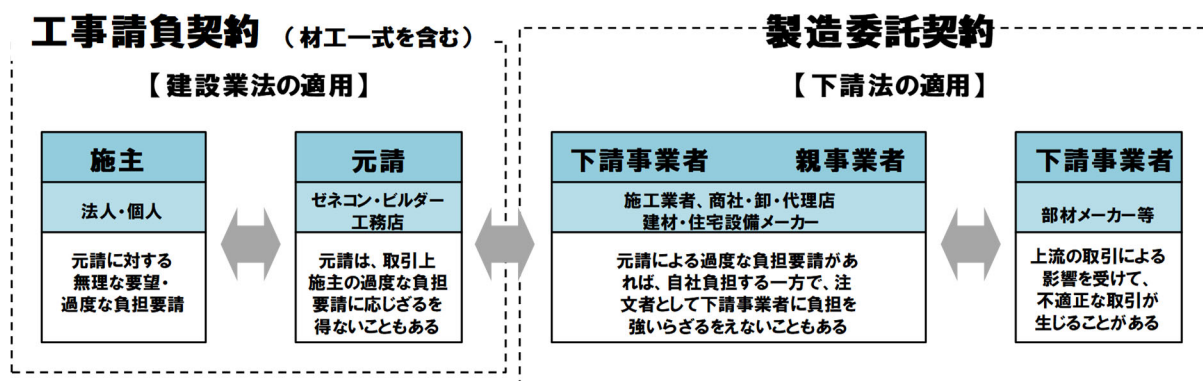 工事請負契約 (材工一式を含む)
【建設業法の適用】
施主
法人・個人
元請に対する
無理な要望・
過度な負担要請
元請
ゼネコン・ビルダー
工務店
元請は、取引上
施主の過度な負担
要請に応じざるを
得ないこともある
製造委託契約
【下請法の適用】
下請事業者 親事業者
施工業者、商社・卸・代理店
建材・住宅設備メーカー
元請による過度な負担要請があ
れば、自社負担する一方で、注
文者として下請事業者に負担を
強いらざるをえないこともある
下請事業者
部材メーカー等
上流の取引による
影響を受けて、
不適正な取引が
生じることがある